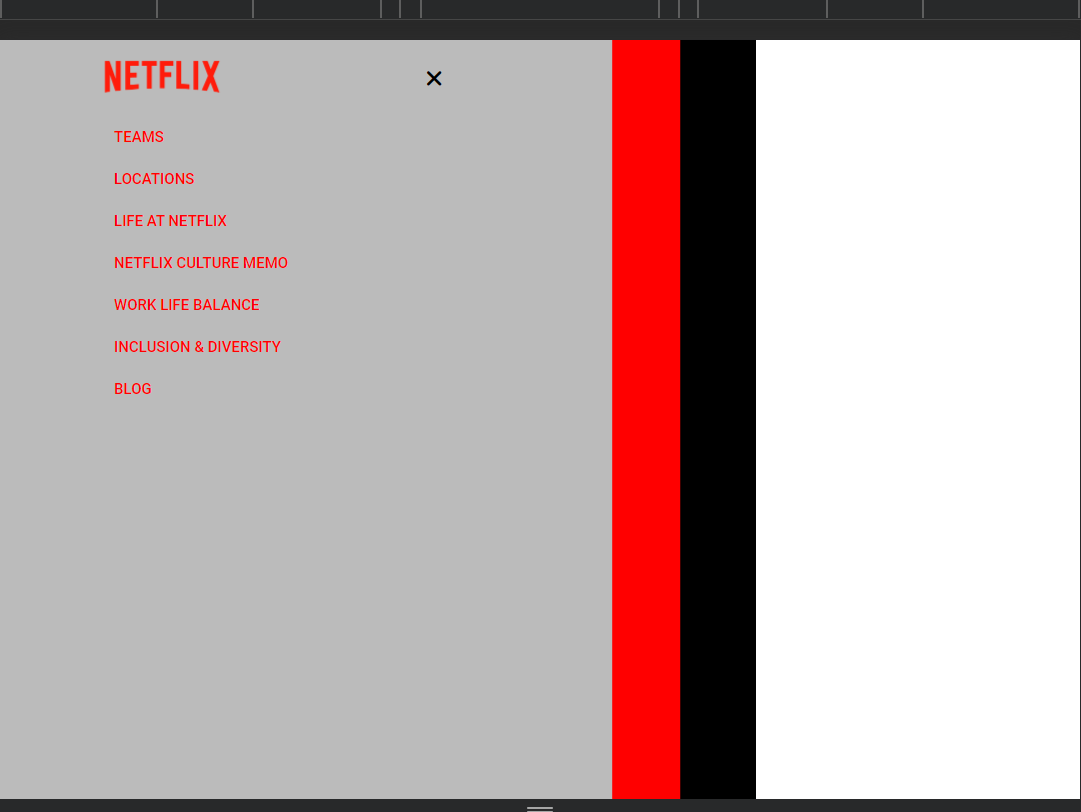 NETFLIX
TEAMS
LOCATIONS
LIFE AT NETFLIX
NETFLIX CULTURE MEMO
WORK LIFE BALANCE
INCLUSION & DIVERSITY
BLOG